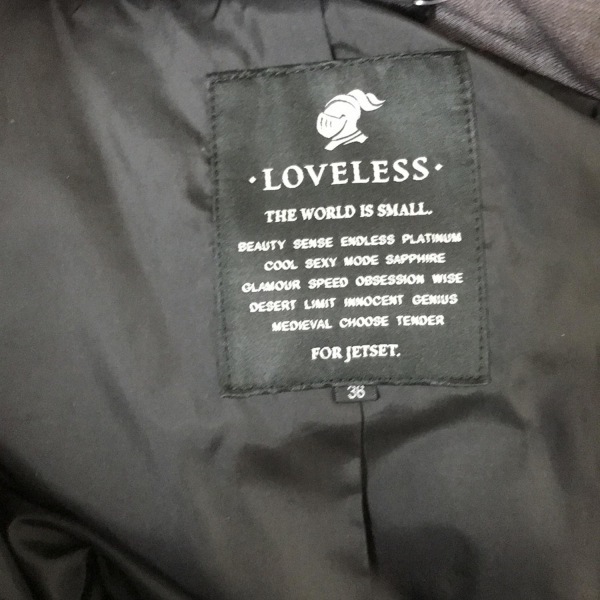 · LOVELESS ·
THE WORLD IS SMALL.
BEAUTY SENSE ENDLESS PLATINUM
COOL SEXY MODE SAPPHIRE
GLAMOUR SPEED OBSESSION WISE
DESERT LIMIT INNOCENT GENIUS
MEDIEVAL CHOOSE TENDER
FOR JETSET.
36